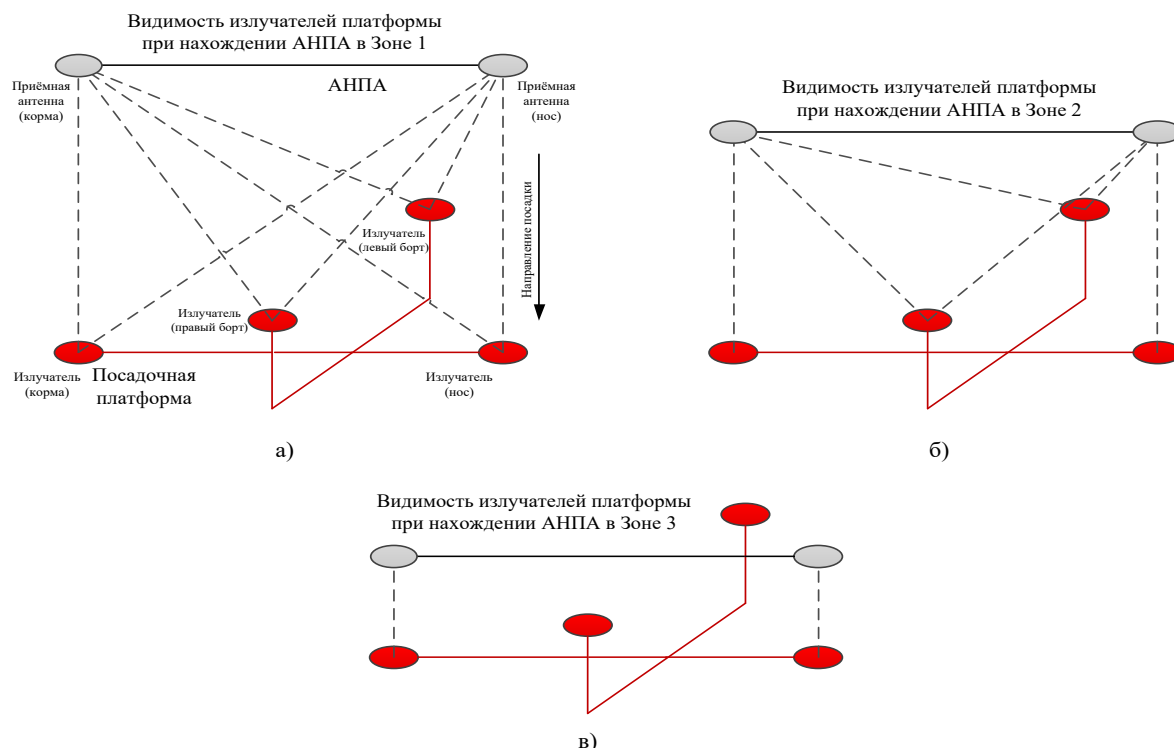 Видимость излучателей платформы
при нахождении АНПА в Зоне 1
Приёмная
антенна
(корма)
АНПА
Приёмная
антенна
(нос)
Направление посадки
Излучатель
(левый борт)
Излучатель
(правый борт)
Излучатель
(корма)
Посадочная
платформа
Излучатель
(нос)
а)
Видимость излучателей платформы
при нахождении АНПА в Зоне 2
б)
Видимость излучателей платформы
при нахождении АНПА в Зоне 3
в)